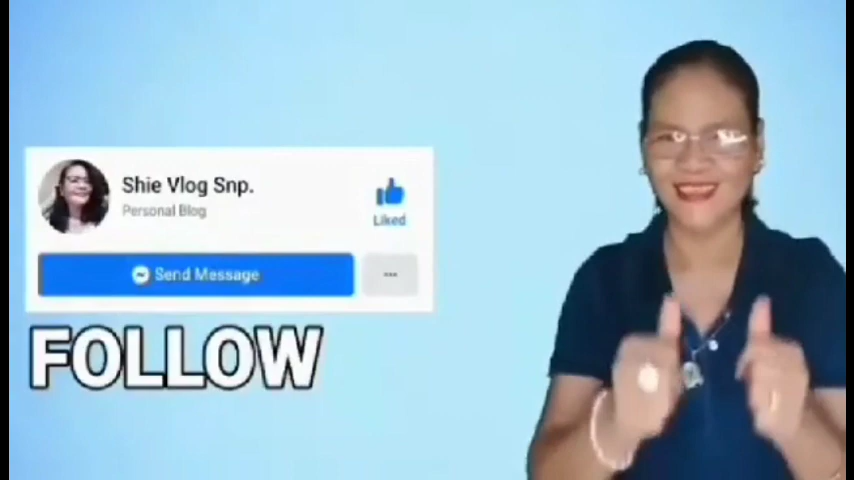 Shie Vlog Snp.
Personal Blog
Liked
Send Message
FOLLOW